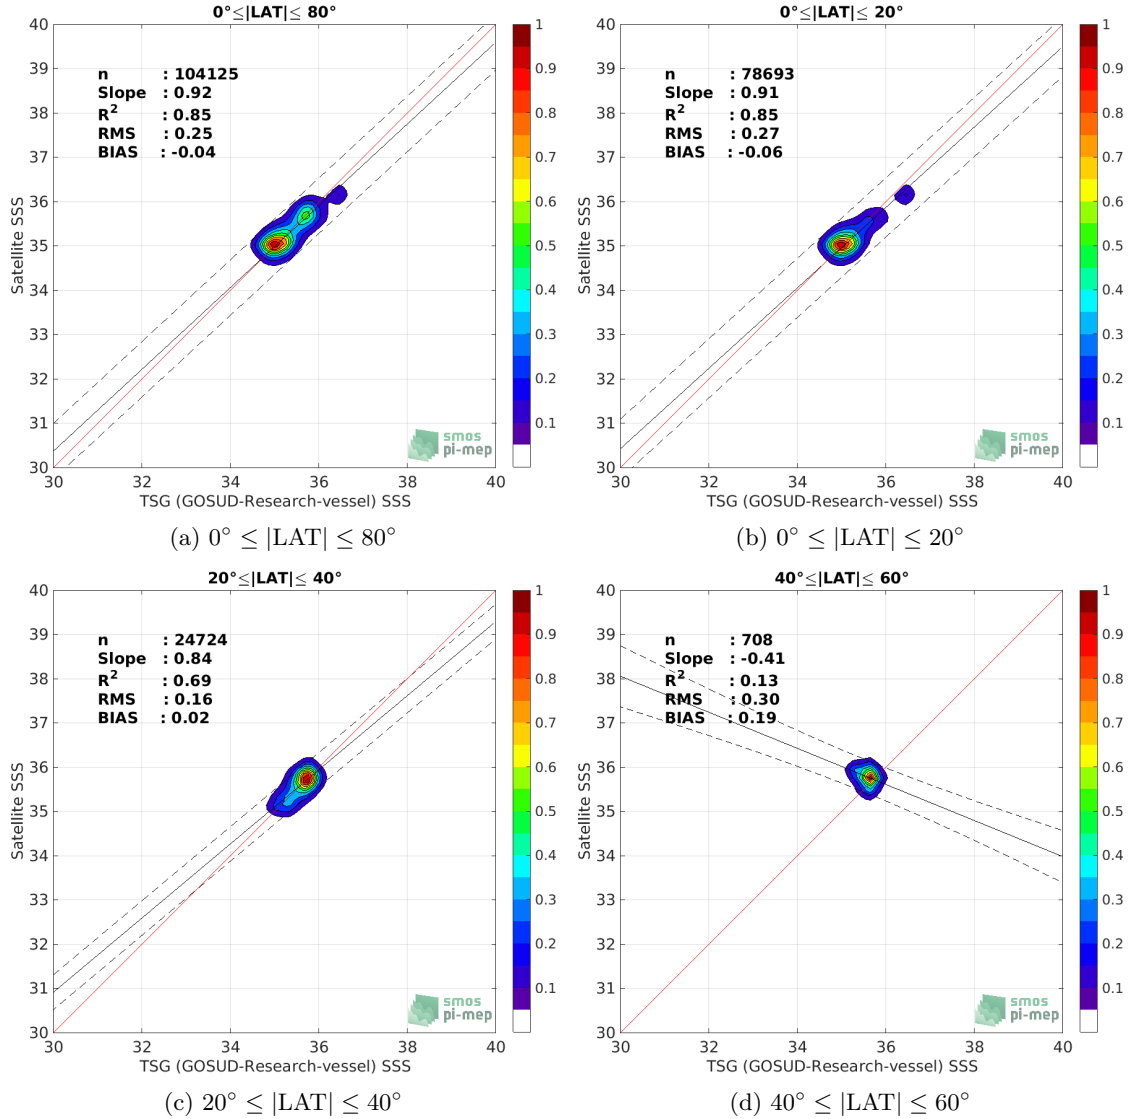 0°≤|LAT|≤ 80°
n : 104125
Slope : 0.92
R2 : 0.85
RMS : 0.25
BIAS : -0.04
Satellite SSS
40
39
38
37
36
35
34
33
32
31
30
30 32 34 36 38 40
TSG (GOSUD-Research-vessel) SSS
1
0.9
0.8
0.7
0.6
0.5
0.4
0.3
0.2
0.1
smos
pi-mep
(a) 0° ≤ |LAT| ≤ 80°
0°≤|LAT|≤ 20°
n : 78693
Slope : 0.91
R2 : 0.85
RMS : 0.27
BIAS : -0.06
Satellite SSS
40
39
38
37
36
35
34
33
32
31
30
30 32 34 36 38 40
TSG (GOSUD-Research-vessel) SSS
1
0.9
0.8
0.7
0.6
0.5
0.4
0.3
0.2
0.1
smos
pi-mep
(b) 0° ≤ |LAT| ≤ 20°
20°≤|LAT|≤ 40°
n : 24724
Slope : 0.84
R2 : 0.69
RMS : 0.16
BIAS : 0.02
Satellite SSS
40
39
38
37
36
35
34
33
32
31
30
30 32 34 36 38 40
TSG (GOSUD-Research-vessel) SSS
1
0.9
0.8
0.7
0.6
0.5
0.4
0.3
0.2
0.1
smos
pi-mep
(c) 20° ≤ |LAT| ≤ 40°
40°≤|LAT|≤ 60°
n : 708
Slope : -0.41
R2 : 0.13
RMS : 0.30
BIAS : 0.19
Satellite SSS
40
39
38
37
36
35
34
33
32
31
30
30 32 34 36 38 40
TSG (GOSUD-Research-vessel) SSS
1
0.9
0.8
0.7
0.6
0.5
0.4
0.3
0.2
0.1
smos
pi-mep
(d) 40° ≤ |LAT| ≤ 60°